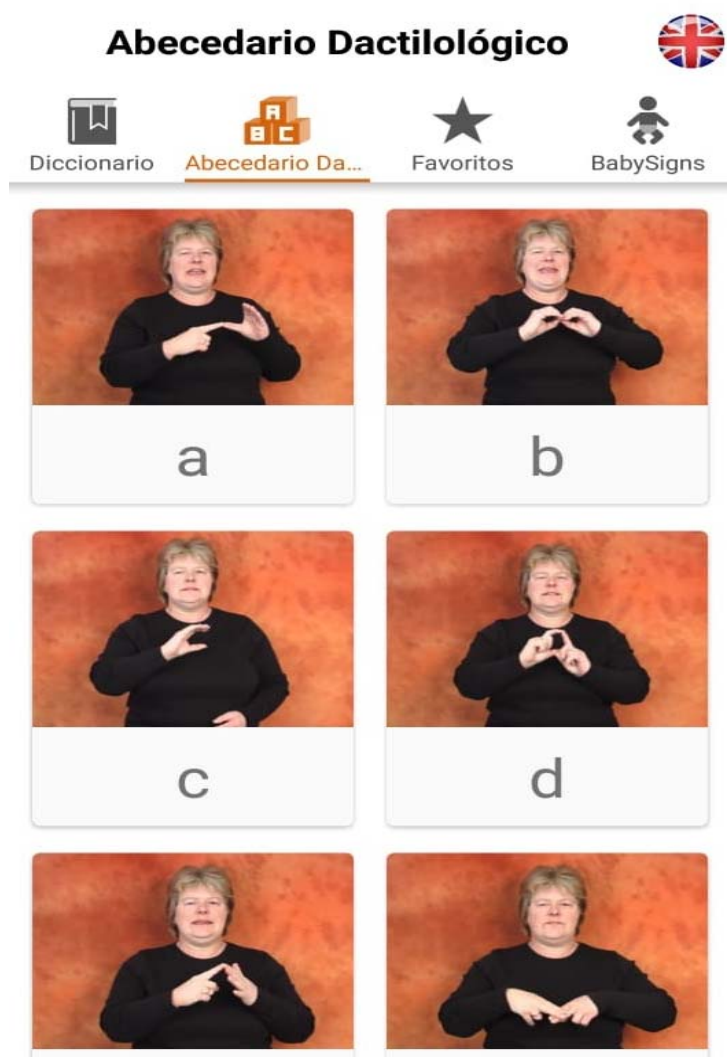 Abecedario Dactilológico
A
B C
Diccionario Abecedario Da... Favoritos BabySigns
a b
c d